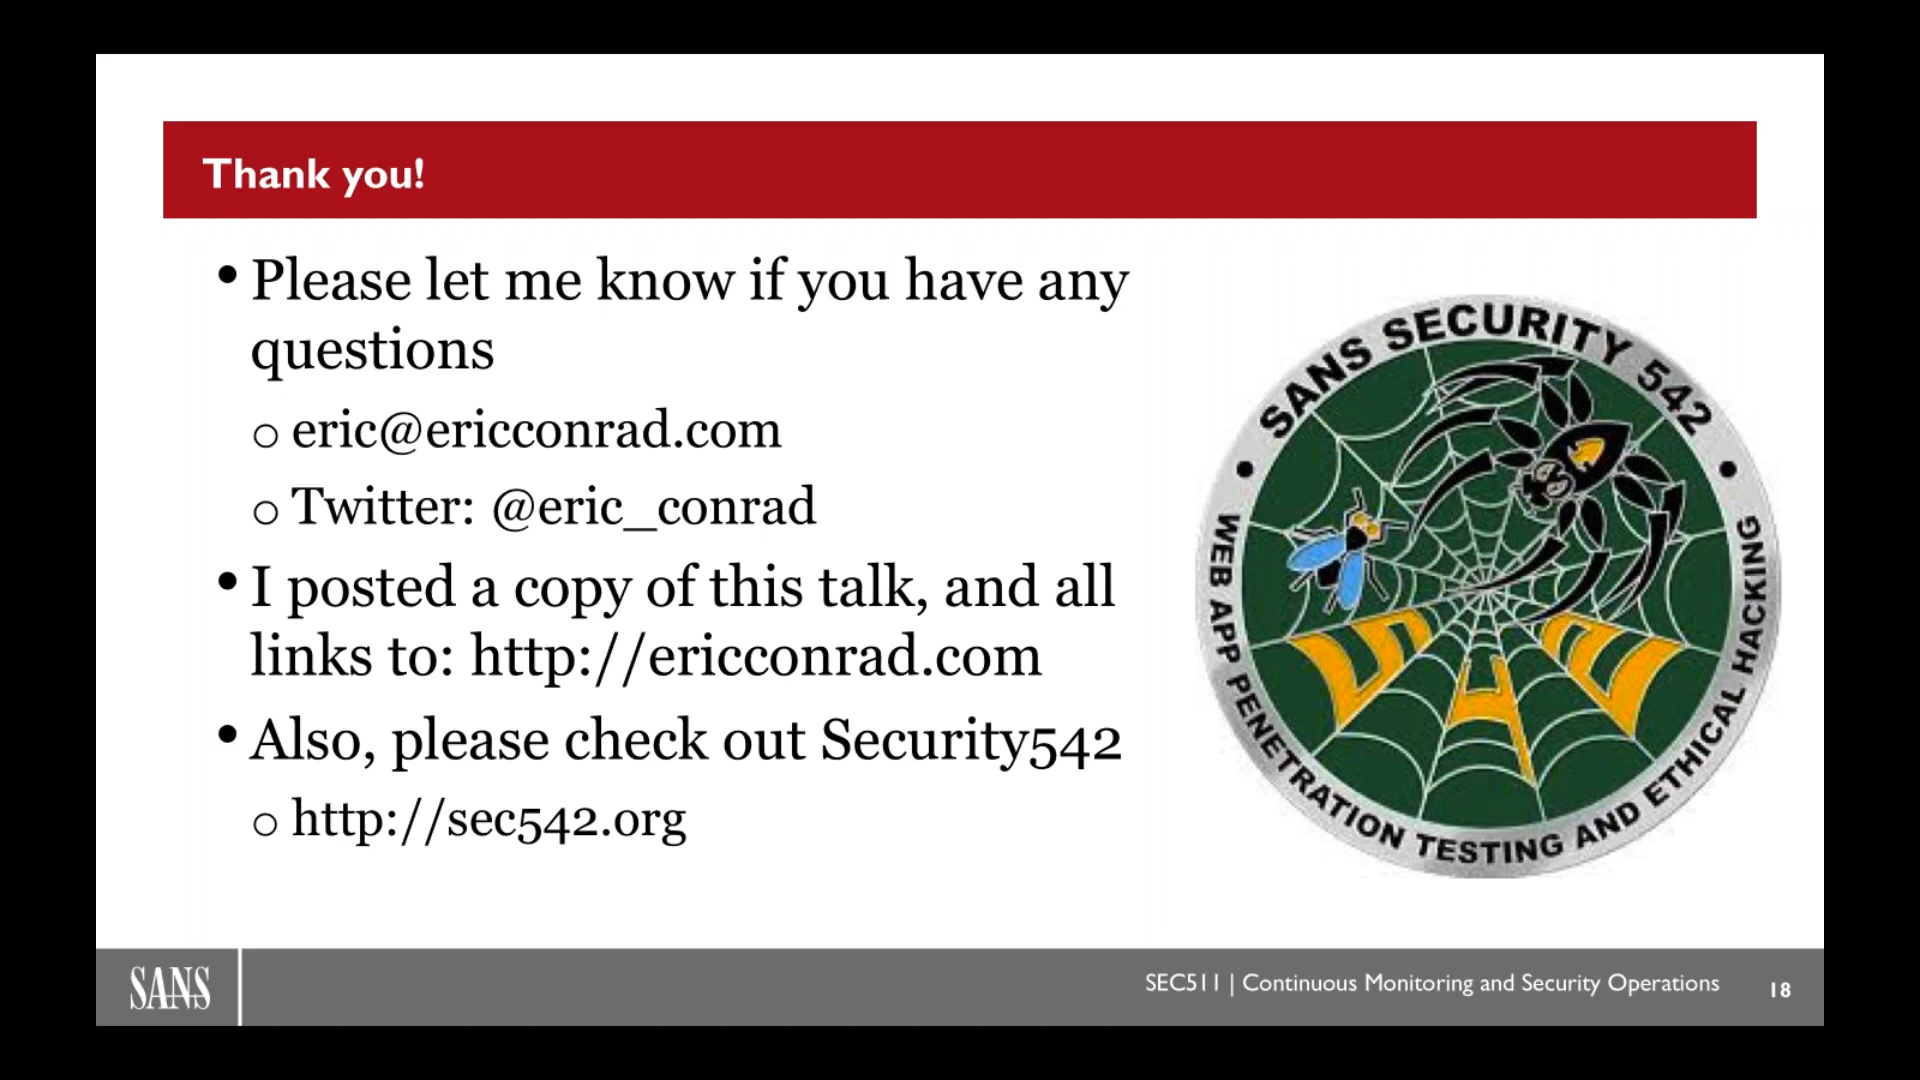 Thank you!
• Please let me know if you have any
questions
o eric@ericconrad.com
o Twitter: @eric_conrad
• I posted a copy of this talk, and all
links to: http://ericconrad.com
• Also, please check out Security542
o http://sec542.org
SANS SECURITY 542
• WEB APP PENETRATION TESTING AND ETHICAL HACKING •
542
SANS
SEC511 | Continuous Monitoring and Security Operations
18